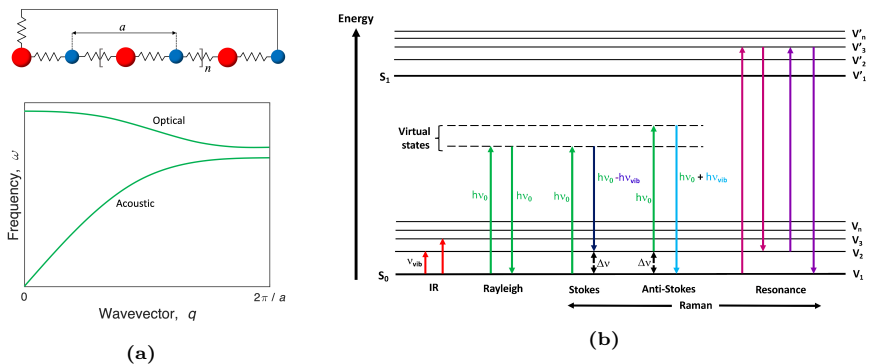 a
n
Frequency, ω
Optical
Acoustic
0
2π / a
Wavevector, q
(a)
Energy
V'n
V'3
V'2
S1
V'1
Virtual
states
hν0
hν0
hν0
hν0 -hνvib
hν0
hν0 + hνvib
Vn
V3
V2
νvib
Δν
Δν
S0
V1
IR
Rayleigh
Stokes
Anti-Stokes
Resonance
Raman
(b)